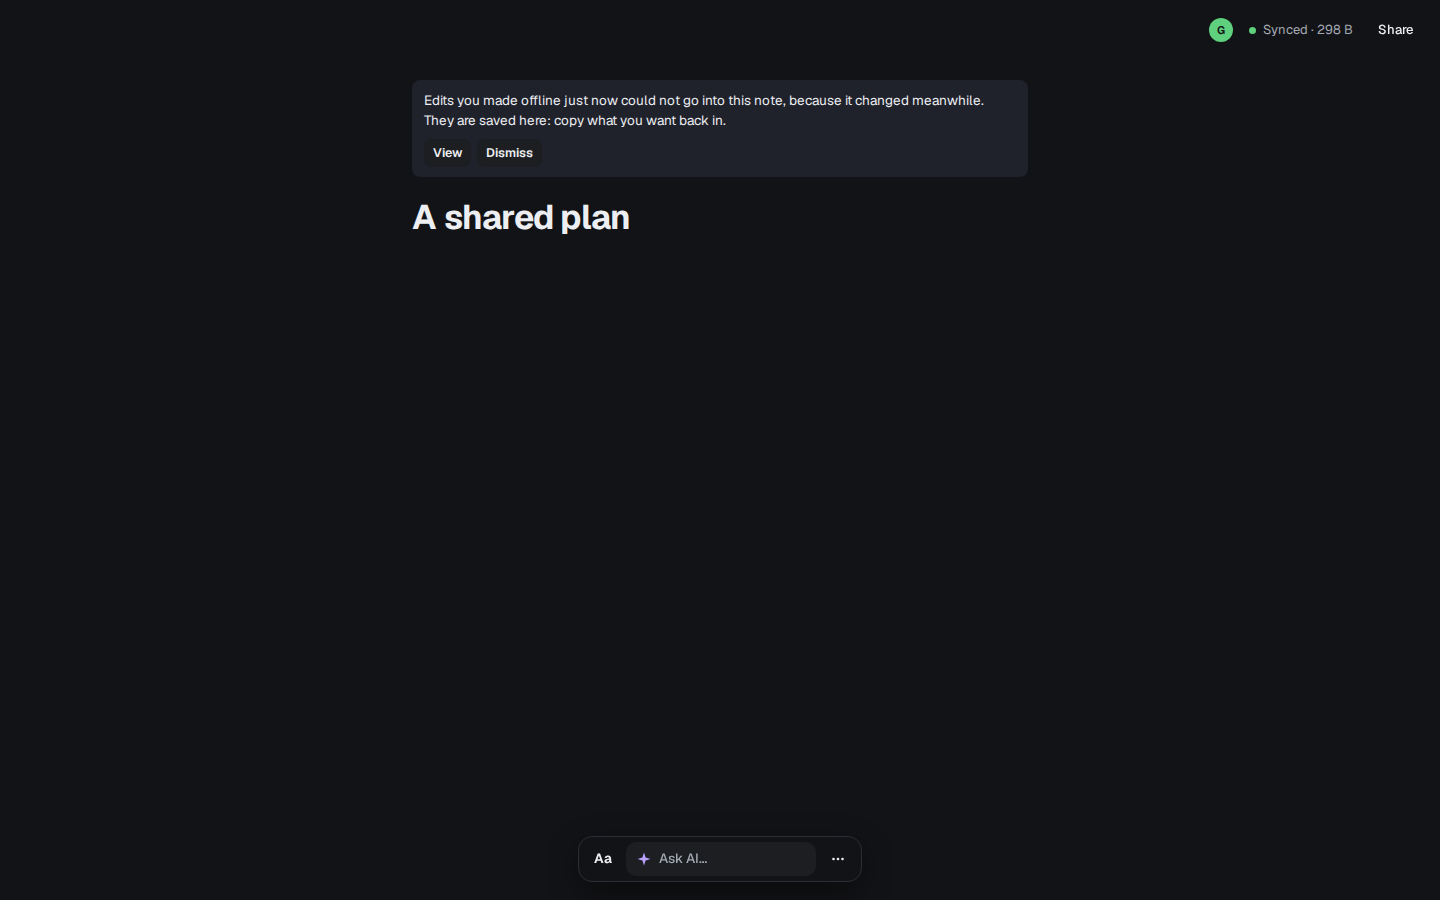 G Synced · 298 B Share
Edits you made offline just now could not go into this note, because it changed meanwhile.
They are saved here: copy what you want back in.
View Dismiss
A shared plan
Aa Ask AI... ···